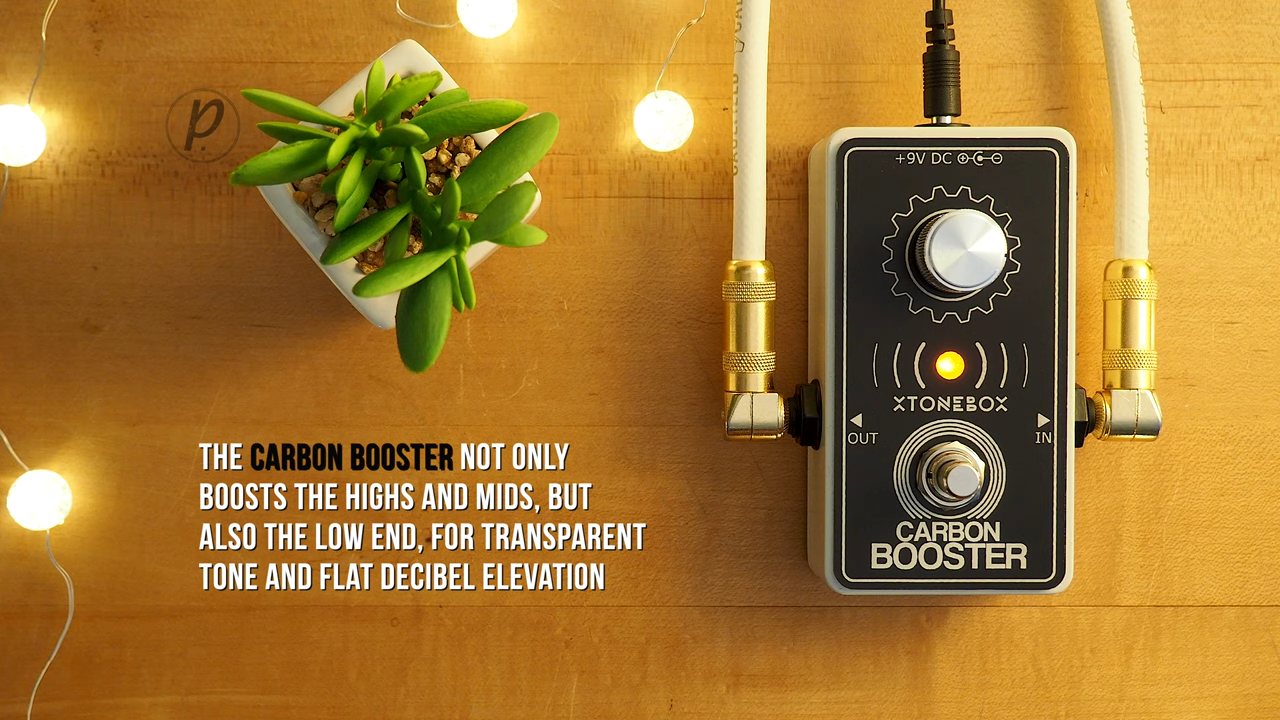 p.
+9V DC
XTONEBOX
OUT
IN
CARBON
BOOSTER
THE CARBON BOOSTER NOT ONLY
BOOSTS THE HIGHS AND MIDS, BUT
ALSO THE LOW END, FOR TRANSPARENT
TONE AND FLAT DECIBEL ELEVATION